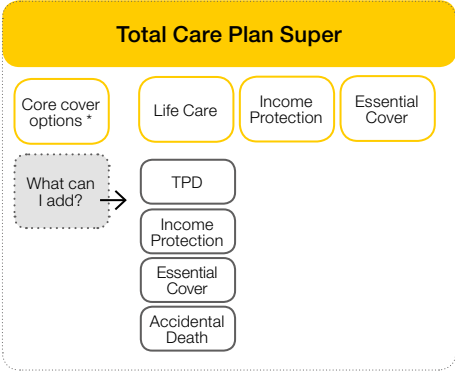 Total Care Plan Super
Core cover
options *
Life Care
Income
Protection
Essential
Cover
What can
I add?
TPD
Income
Protection
Essential
Cover
Accidental
Death